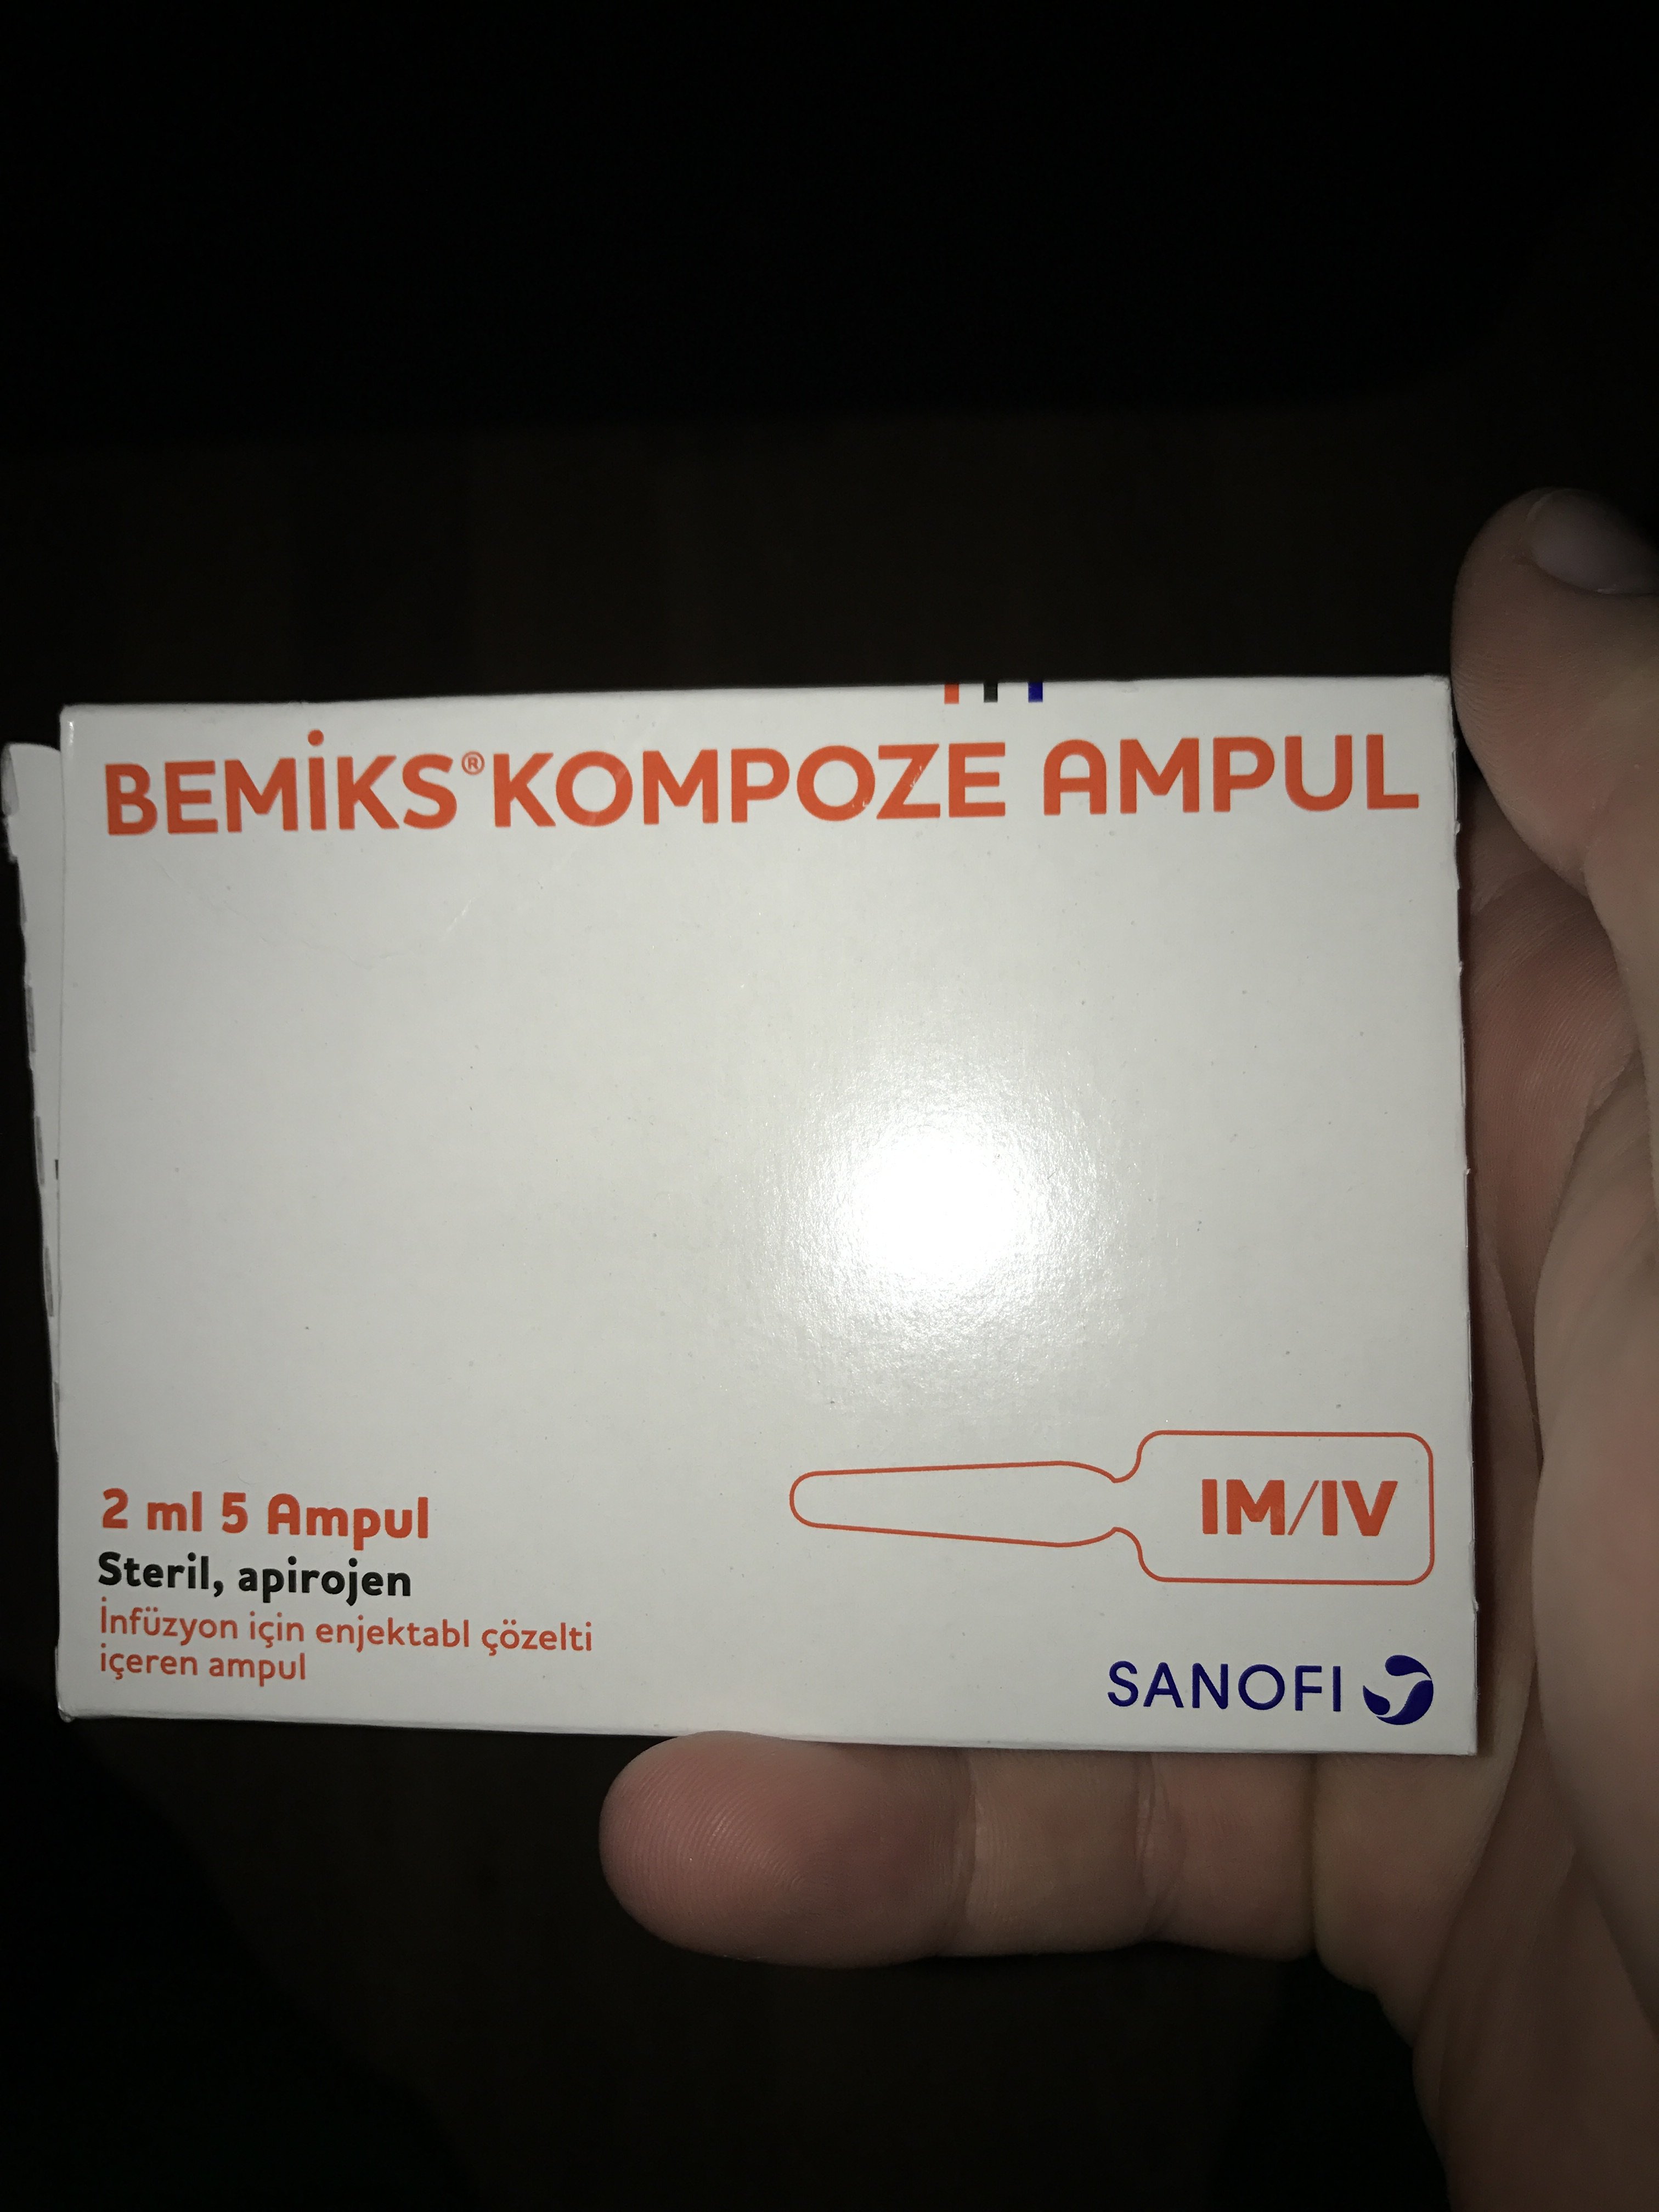 BEMİKS® KOMPOZE AMPUL
2 ml 5 Ampul
Steril, apirojen
İnfüzyon için enjektabl çözelti
içeren ampul
IM/IV
SANOFI